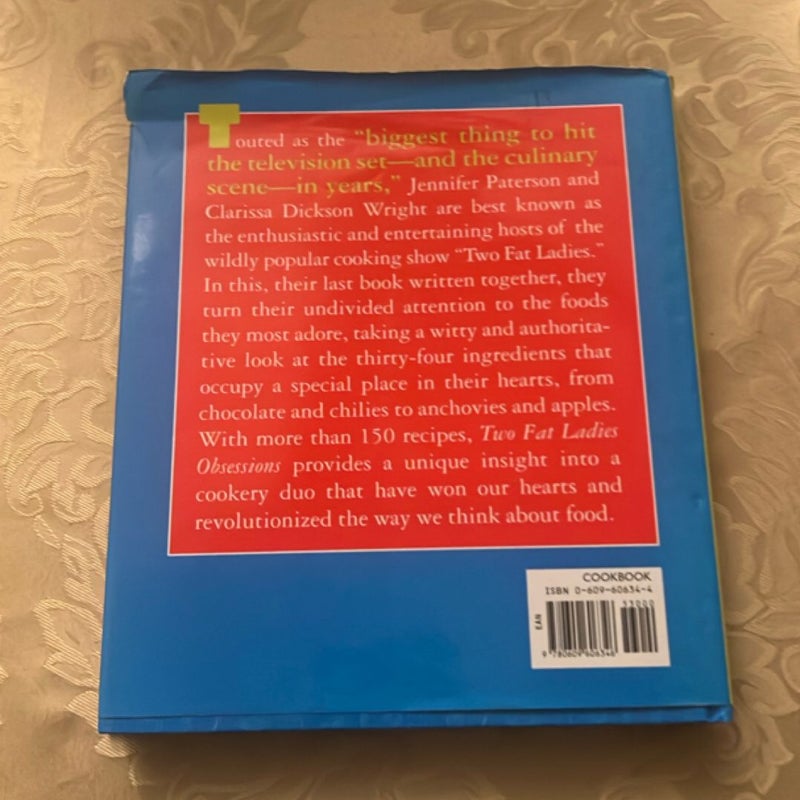 Touted as the “biggest thing to hit
the television set—and the culinary
scene—in years,” Jennifer Paterson and
Clarissa Dickson Wright are best known as
the enthusiastic and entertaining hosts of the
wildly popular cooking show “Two Fat Ladies.”
In this, their last book written together, they
turn their undivided attention to the foods
they most adore, taking a witty and authorita-
tive look at the thirty-four ingredients that
occupy a special place in their hearts, from
chocolate and chilies to anchovies and apples.
With more than 150 recipes, Two Fat Ladies
Obsessions provides a unique insight into a
cookery duo that have won our hearts and
revolutionized the way we think about food.
COOKBOOK
ISBN 0-609-60634-4
53000
EAN
9 780609 606346